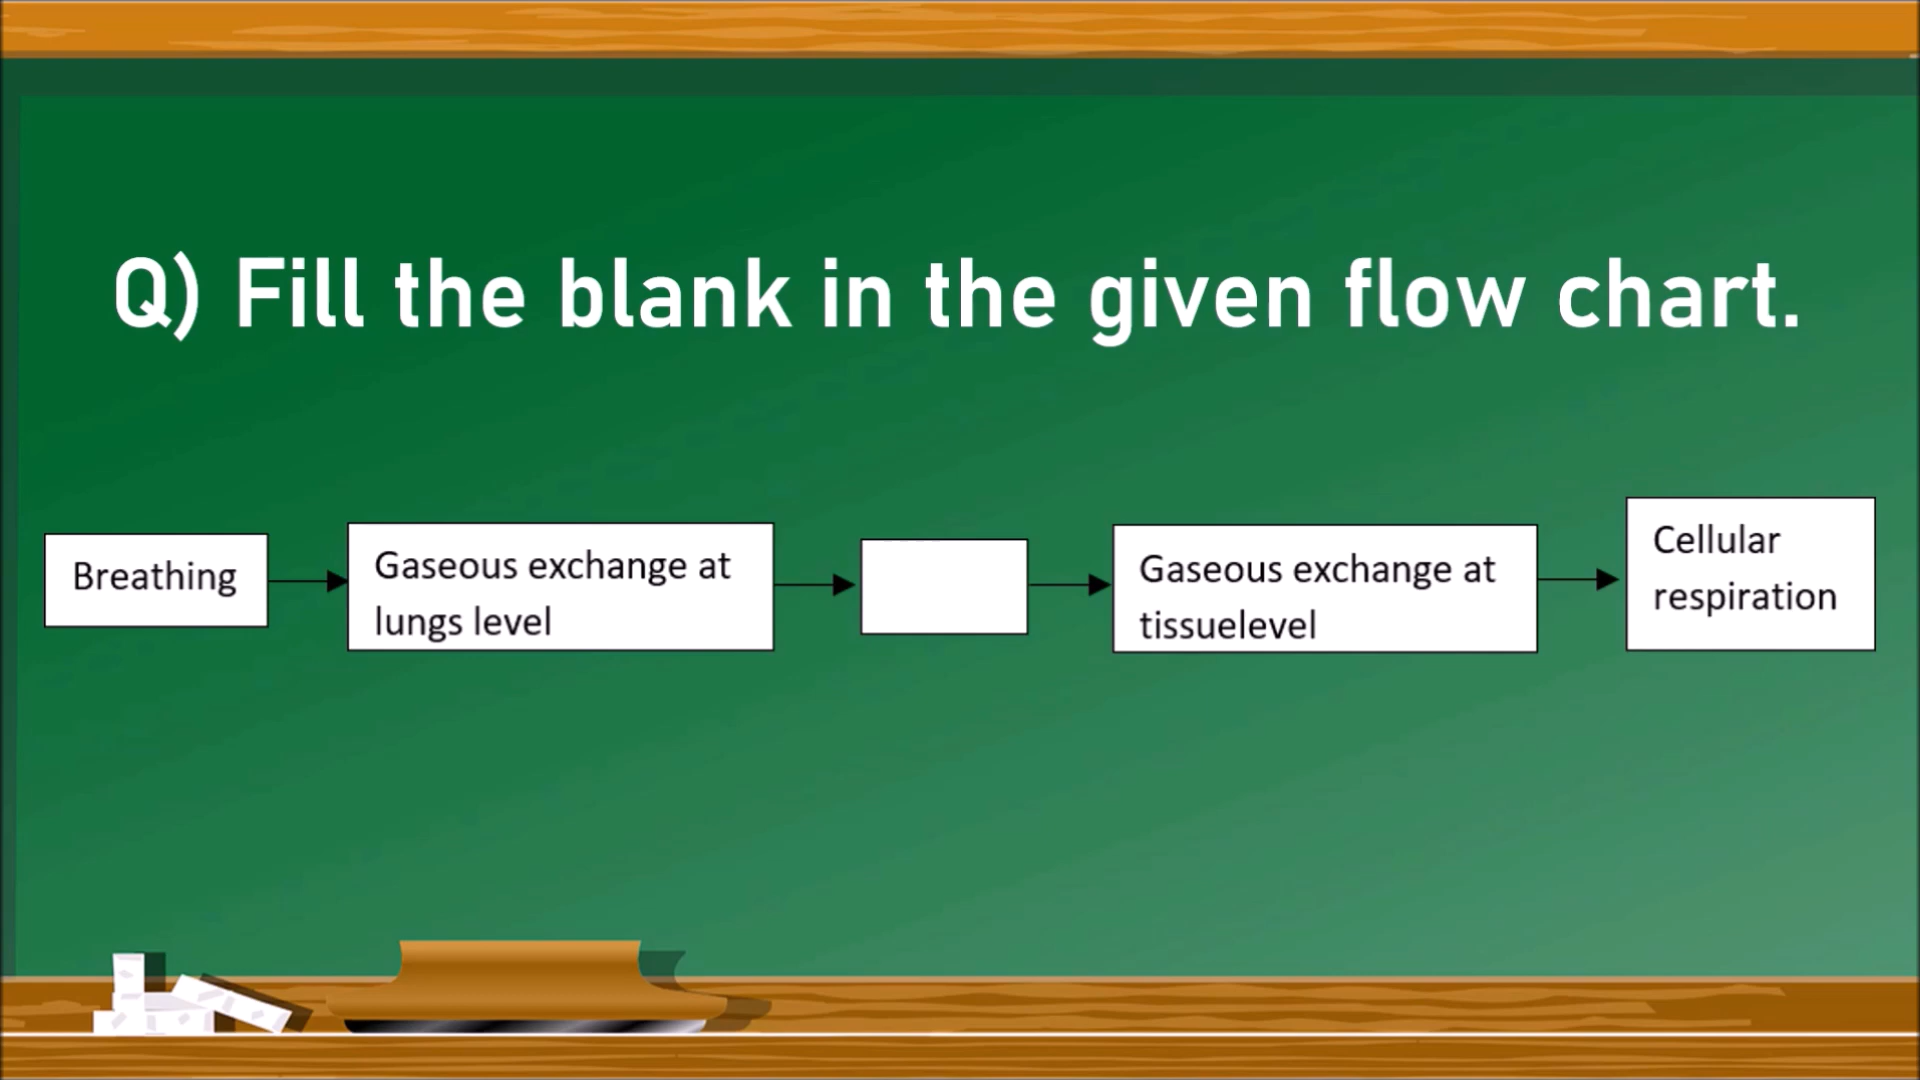 Q) Fill the blank in the given flow chart.
Breathing
Gaseous exchange at
lungs level
Gaseous exchange at
tissuelevel
Cellular
respiration